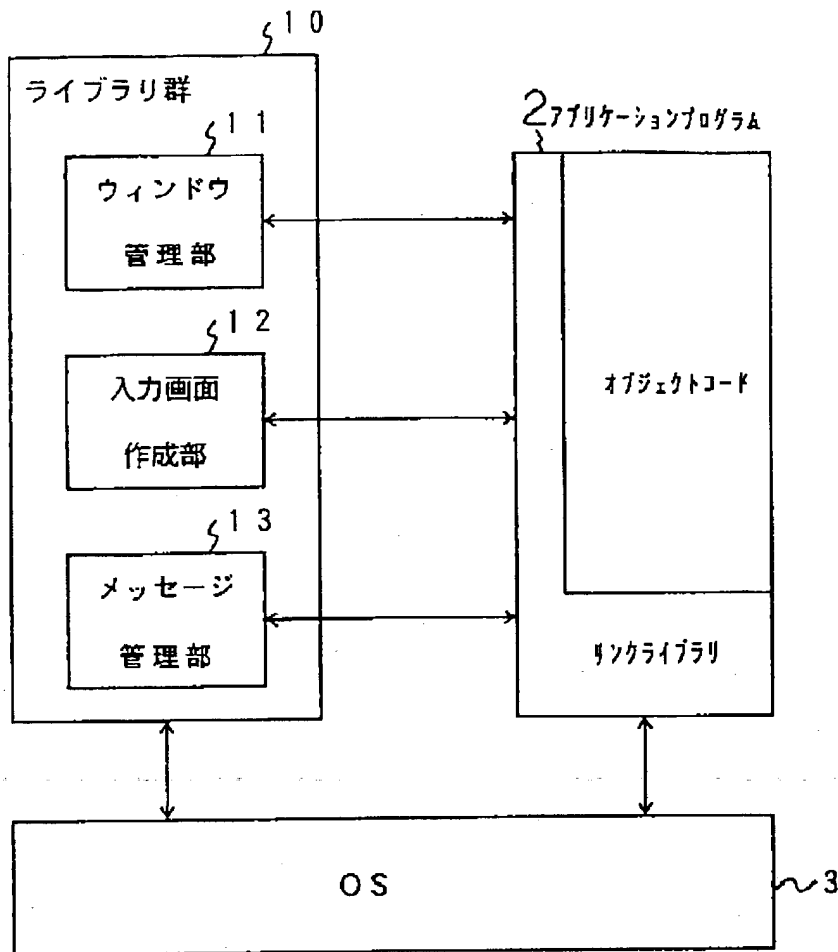 10
ライブラリ群
11
ウィンドウ
管理部
12
入力画面
作成部
13
メッセージ
管理部
2アプリケーションプログラム
オブジェクトコード
リンクライブラリ
OS
3